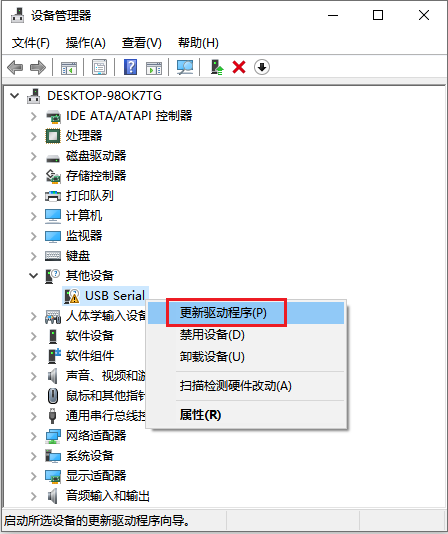 设备管理器
文件(F) 操作(A) 查看(V) 帮助(H)
DESKTOP-98OK7TG
IDE ATA/ATAPI 控制器
处理器
磁盘驱动器
存储控制器
打印队列
计算机
监视器
键盘
其他设备
USB Serial
更新驱动程序(P)
人体学输入设备
禁用设备(D)
软件设备
卸载设备(U)
软件组件
声音、视频和游
扫描检测硬件改动(A)
鼠标和其他指针
通用串行总线控
属性(R)
网络适配器
系统设备
显示适配器
音频输入和输出
启动所选设备的更新驱动程序向导。